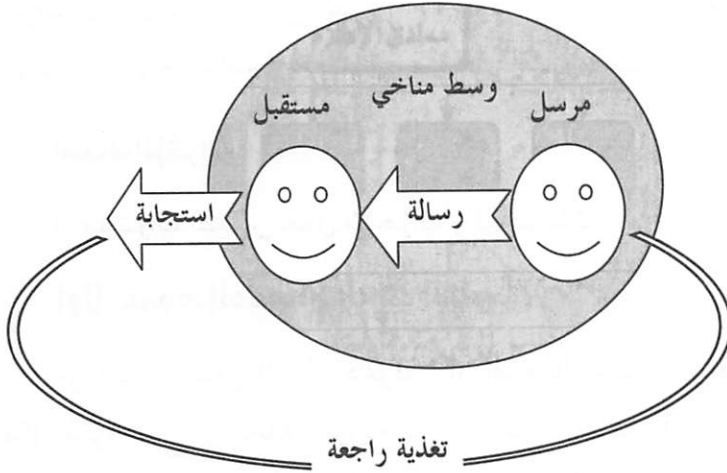 وسط مناخي
مرسل
مستقبل
رسالة
استجابة
تغذية راجعة